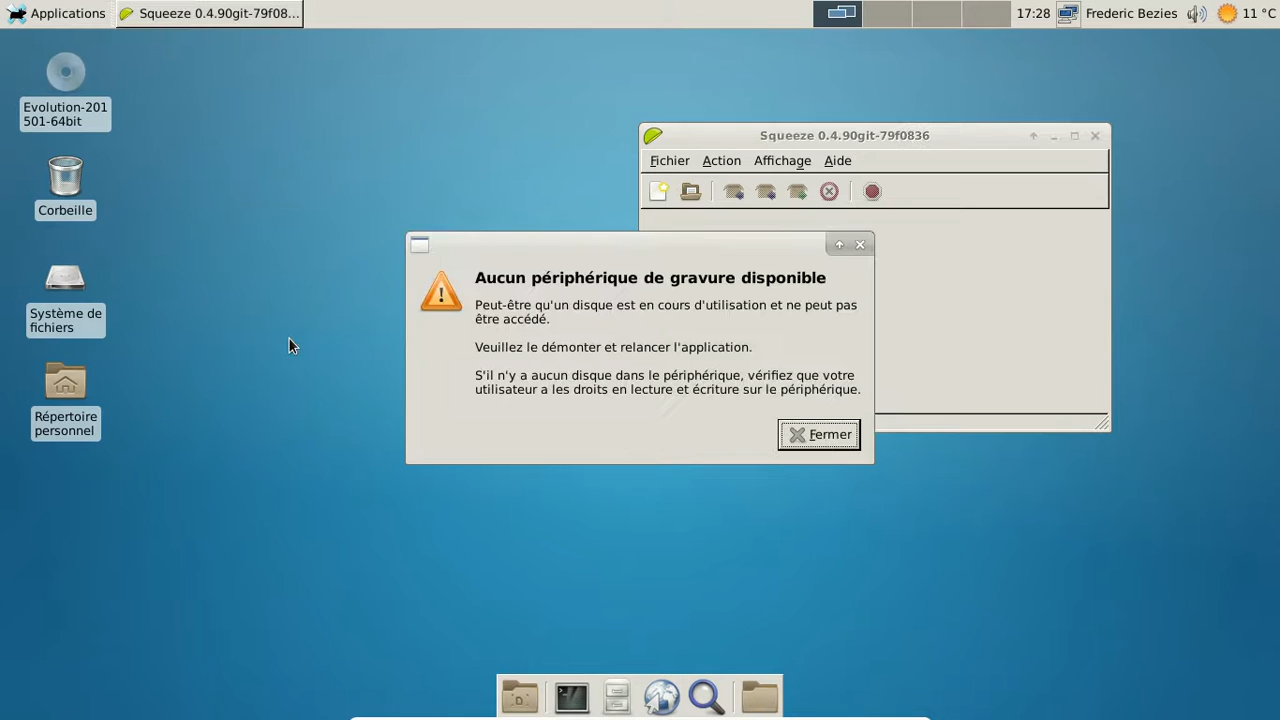 Applications
Squeeze 0.4.90git-79f08...
17:28
Frederic Bezies
11 °C
Evolution-201
501-64bit
Corbeille
Système de
fichiers
Répertoire
personnel
Squeeze 0.4.90git-79f0836
Fichier Action Affichage Aide
Aucun périphérique de gravure disponible
Peut-être qu'un disque est en cours d'utilisation et ne peut pas
être accédé.
Veuillez le démonter et relancer l'application.
S'il n'y a aucun disque dans le périphérique, vérifiez que votre
utilisateur a les droits en lecture et écriture sur le périphérique.
Fermer